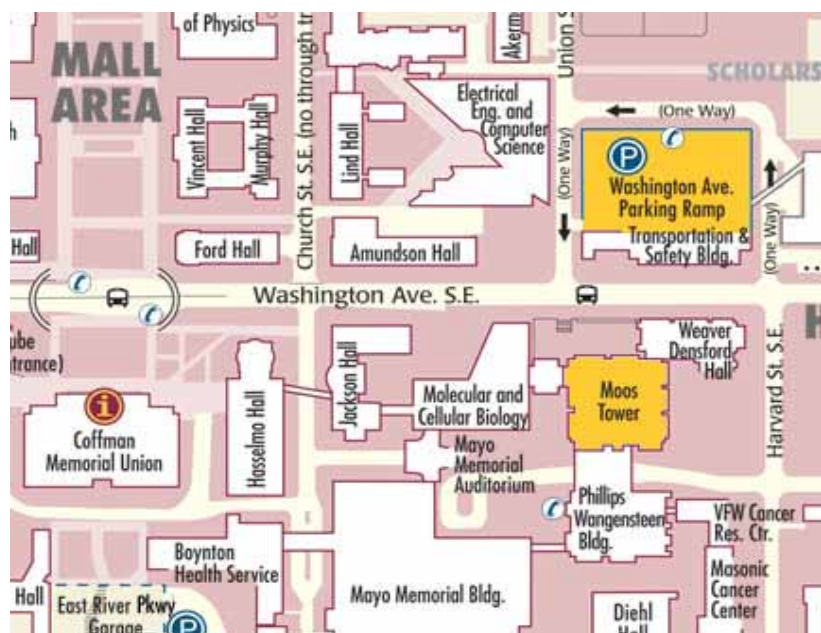 of Physics
MALL
AREA
Vincent Hall
Murphy Hall
Church St. S.E. (no through tr
Lind Hall
Electrical
Eng. and
Computer
Science
Akerm
Union S
SCHOLARS
(One Way)
(One Way)
P
Washington Ave.
Parking Ramp
Transportation &
Safety Bldg.
(One Way)
Hall
Ford Hall
Amundson Hall
Washington Ave. S.E.
ube
trance)
H
Weaver
Densford
Hall
Jackson Hall
Hasselmo Hall
Molecular and
Cellular Biology
Moos
Tower
Harvard St. S.E.
i
Coffman
Memorial Union
Mayo
Memorial
Auditorium
Phillips
Wangensteen
Bldg.
VFW Cancer
Res. Ctr.
Boynton
Health Service
Mayo Memorial Bldg.
Masonic
Cancer
Center
Hall
East River Pkwy
Garage
P
Diehl
Hall